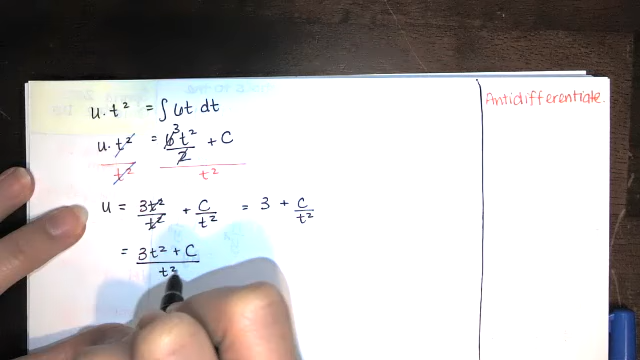 u · t² = ∫ 6t dt
Antidifferentiate.
u · t² = 6³t² + C
t² 2 t²
u = 3t² + C = 3 + C
t² t² t²
= 3t² + C
t²